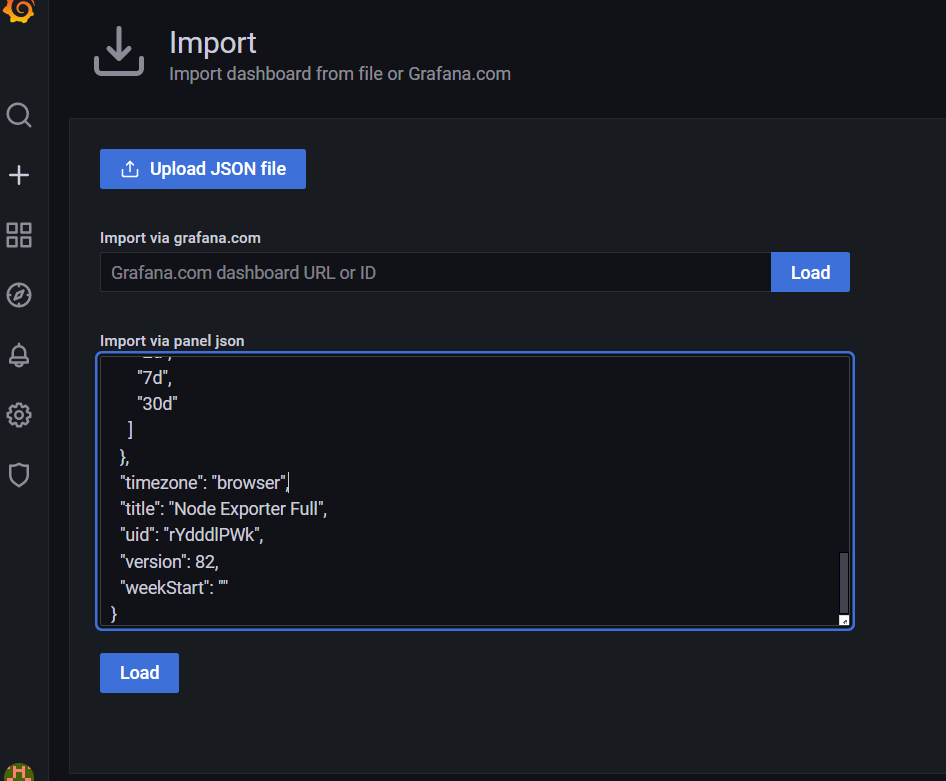 Import
Import dashboard from file or Grafana.com
Upload JSON file
Import via grafana.com
Grafana.com dashboard URL or ID
Load
Import via panel json
"7d",
"30d"
]
},
"timezone": "browser",
"title": "Node Exporter Full",
"uid": "rYdddlPWk",
"version": 82,
"weekStart": ""
}
Load